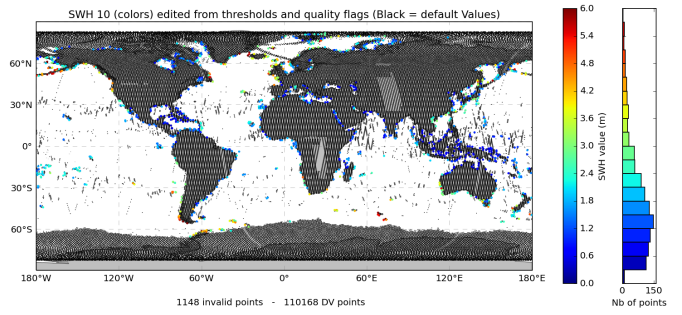 SWH 10 (colors) edited from thresholds and quality flags (Black = default Values)
60°N
30°N
0°
30°S
60°S
180°W 120°W 60°W 0° 60°E 120°E 180°E
1148 invalid points - 110168 DV points
6.0
5.4
4.8
4.2
3.6
3.0
2.4
1.8
1.2
0.6
0.0
SWH value (m)
0 150
Nb of points